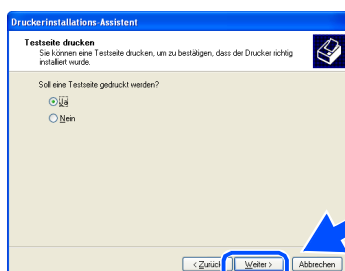 Druckerinstallations-Assistent
Testseite drucken
Sie können eine Testseite drucken, um zu bestätigen, dass der Drucker richtig
installiert wurde.
Soll eine Testseite gedruckt werden?
Ja
Nein
< Zurück Weiter > Abbrechen